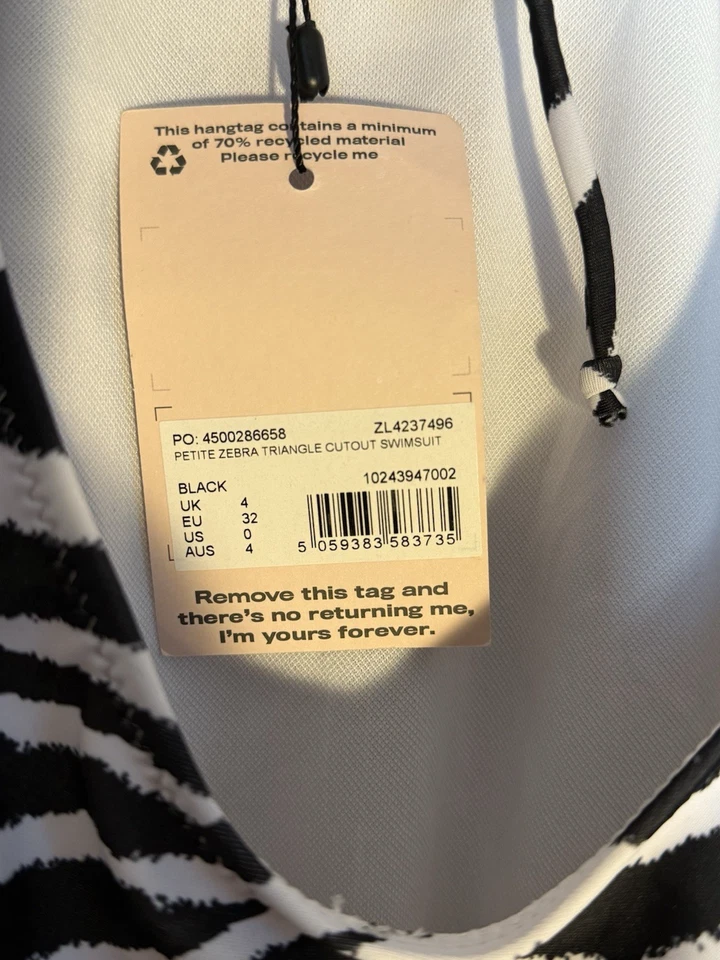 This hangtag contains a minimum
of 70% recycled material
Please recycle me
PO: 4500286658 ZL4237496
PETITE ZEBRA TRIANGLE CUTOUT SWIMSUIT
BLACK 10243947002
UK 4
EU 32
US 0
AUS 4
5 059383 583735
Remove this tag and
there's no returning me,
I'm yours forever.